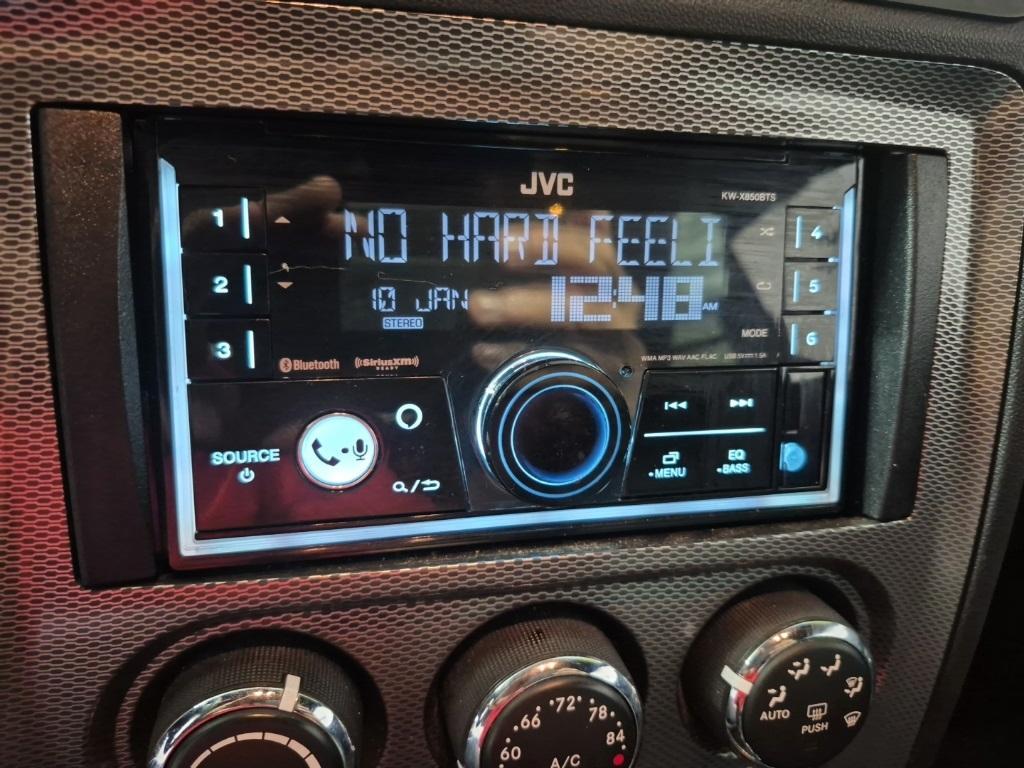 JVC
KW-X850BTS
1
NO HARD FEELI
4
2
10 JAN
12:48 AM
5
STEREO
3
MODE
6
Bluetooth
((SiriusXM))
READY
WMA MP3 WAV AAC FLAC
USB 5V 1.5A
SOURCE
MENU
EQ
BASS
60
66
72
78
84
A/C
AUTO
PUSH